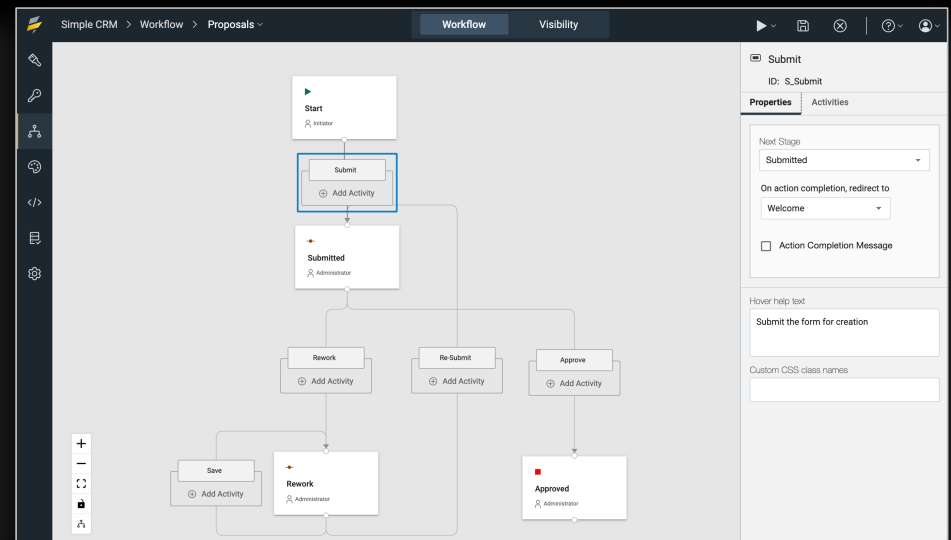 Simple CRM > Workflow > Proposals
Workflow
Visibility
Start
Initiator
Submit
Add Activity
Submitted
Administrator
Rework
Add Activity
Re-Submit
Add Activity
Approve
Add Activity
Save
Add Activity
Rework
Administrator
Approved
Administrator
Submit
ID: S_Submit
Properties
Activities
Next Stage
Submitted
On action completion, redirect to
Welcome
Action Completion Message
Hover help text
Submit the form for creation
Custom CSS class names